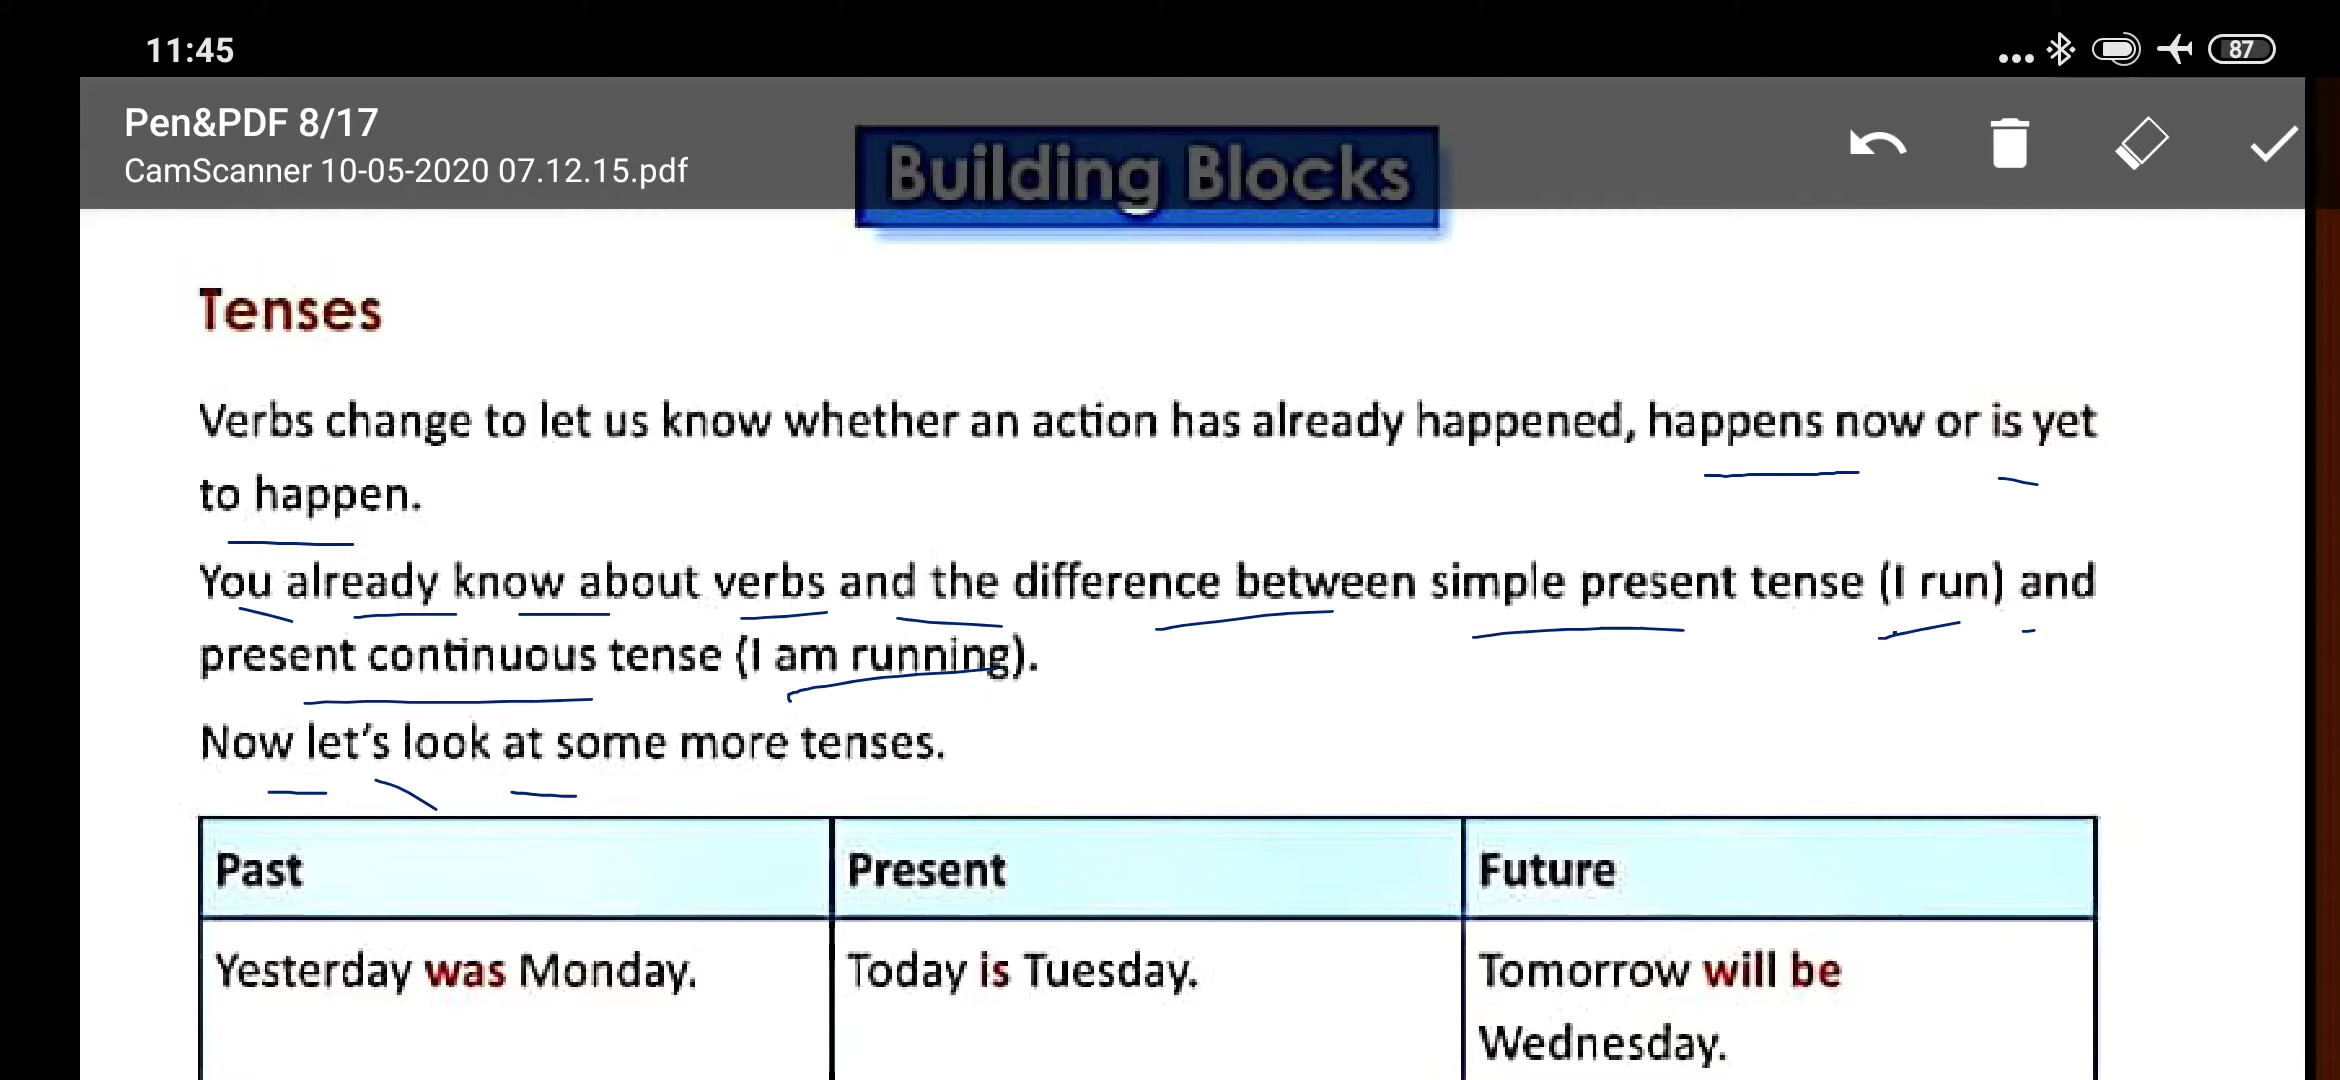 11:45
87
Pen&PDF 8/17
CamScanner 10-05-2020 07.12.15.pdf
Building Blocks
Tenses
Verbs change to let us know whether an action has already happened, happens now or is yet
to happen.
You already know about verbs and the difference between simple present tense (I run) and
present continuous tense (I am running).
Now let's look at some more tenses.
Past Present Future
Yesterday was Monday. Today is Tuesday. Tomorrow will be
Wednesday.